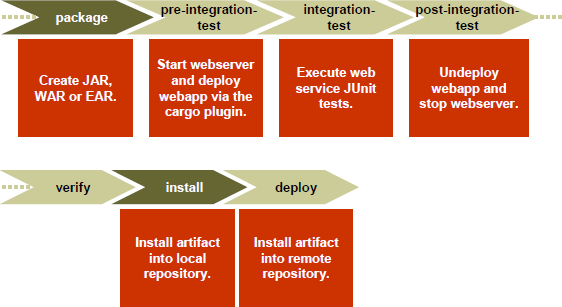 package
pre-integration-
test
integration-
test
post-integration-
test
Create JAR,
WAR or EAR.
Start webserver
and deploy
webapp via the
cargo plugin.
Execute web
service JUnit
tests.
Undeploy
webapp and
stop webserver.
verify
install
deploy
Install artifact
into local
repository.
Install artifact
into remote
repository.